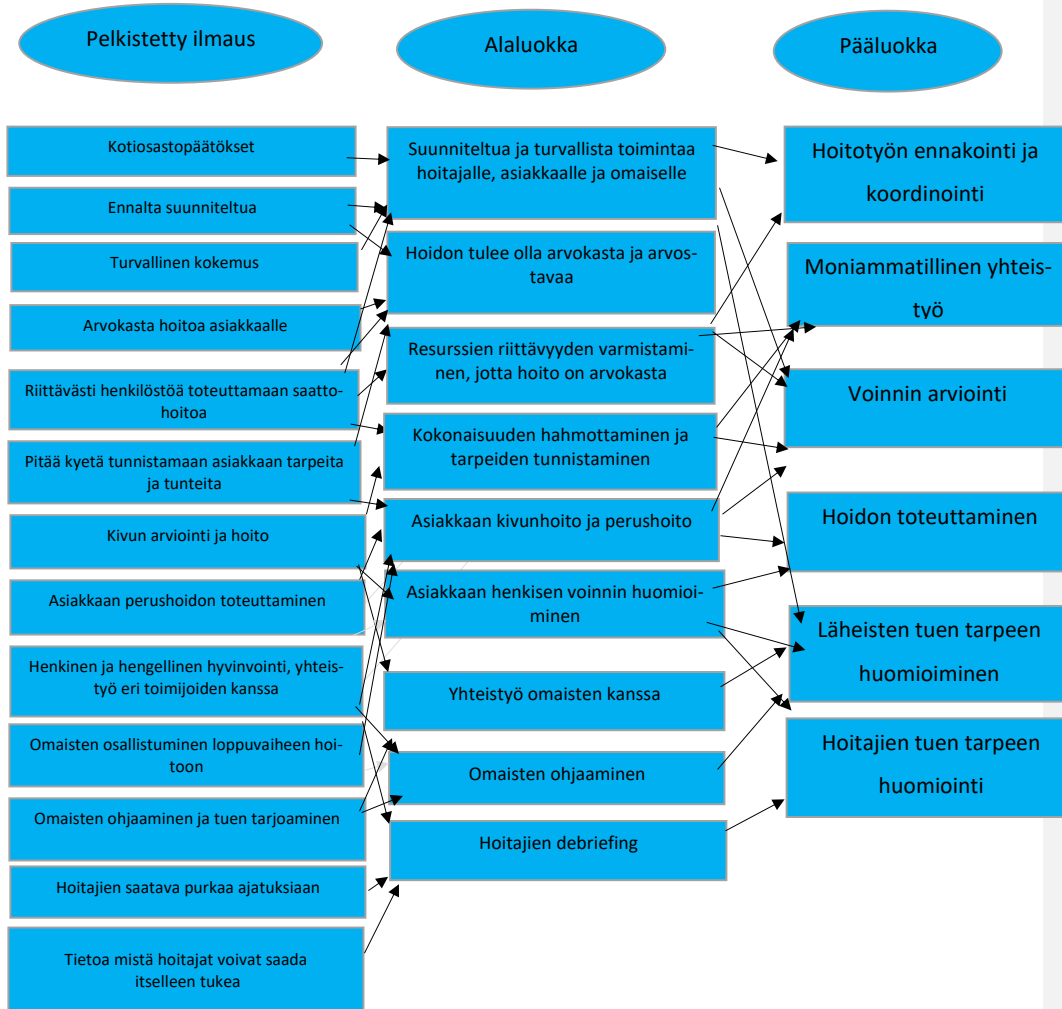 Pelkistetty ilmaus
Alaluokka
Pääluokka
Kotiosastopäätökset
Ennalta suunniteltua
Turvallinen kokemus
Arvokasta hoitoa asiakkaalle
Riittävästi henkilöstöä toteuttamaan saatto-
hoitoa
Pitää kyetä tunnistamaan asiakkaan tarpeita
ja tunteita
Kivun arviointi ja hoito
Asiakkaan perushoidon toteuttaminen
Henkinen ja hengellinen hyvinvointi, yhteis-
työ eri toimijoiden kanssa
Omaisten osallistuminen loppuvaiheen hoi-
toon
Omaisten ohjaaminen ja tuen tarjoaminen
Hoitajien saatava purkaa ajatuksiaan
Tietoa mistä hoitajat voivat saada
itselleen tukea
Suunniteltua ja turvallista toimintaa
hoitajalle, asiakkaalle ja omaiselle
Hoidon tulee olla arvokasta ja arvos-
tavaa
Resurssien riittävyyden varmistami-
nen, jotta hoito on arvokasta
Kokonaisuuden hahmottaminen ja
tarpeiden tunnistaminen
Asiakkaan kivunhoito ja perushoito
Asiakkaan henkisen voinnin huomioi-
minen
Yhteistyö omaisten kanssa
Omaisten ohjaaminen
Hoitajien debriefing
Hoitotyön ennakointi ja
koordinointi
Moniammatillinen yhteis-
työ
Voinnin arviointi
Hoidon toteuttaminen
Läheisten tuen tarpeen
huomioiminen
Hoitajien tuen tarpeen
huomiointi